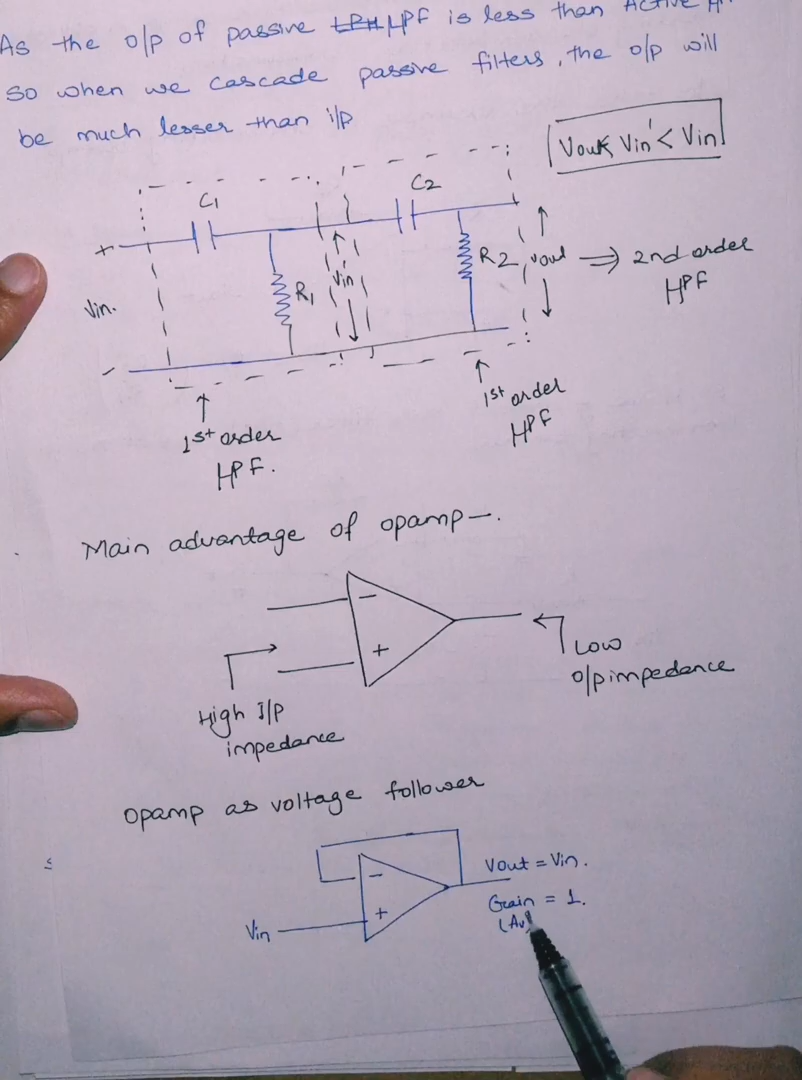 As the o/p of passive HPF is less than Active
so when we cascade passive filters, the o/p will
be much lesser than i/p
Vout< Vin' < Vin
C1
C2
+
Vin.
-
R1
Vin'
R2
Vout
⇒ 2nd order
HPF
1st order
HPF.
1st order
HPF
Main advantage of opamp -.
-
+
High I/P
impedance
Low
o/p impedance
Opamp as voltage follower
-
+
Vin
Vout = Vin.
Gain = 1.
(Av)